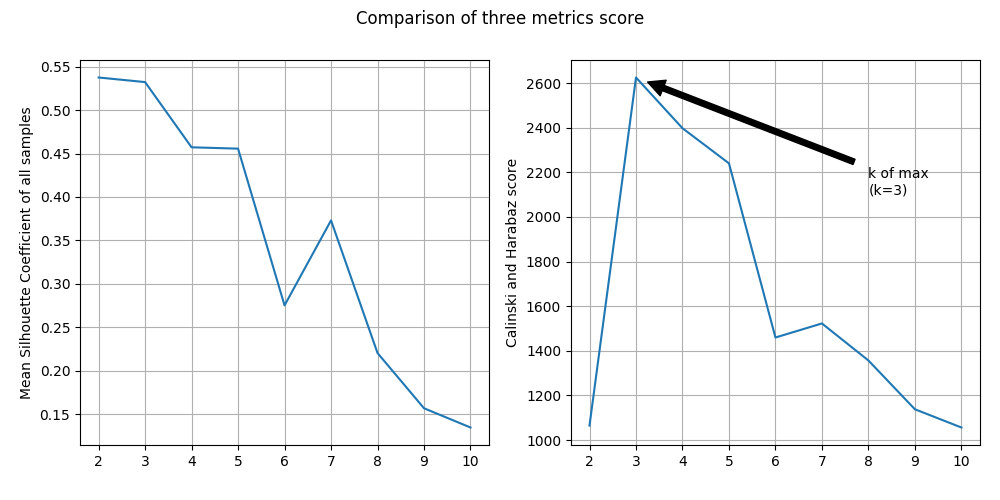 Comparison of three metrics score
Mean Silhouette Coefficient of all samples
0.55
0.50
0.45
0.40
0.35
0.30
0.25
0.20
0.15
2 3 4 5 6 7 8 9 10
Calinski and Harabaz score
2600
2400
2200
2000
1800
1600
1400
1200
1000
k of max
(k=3)
2 3 4 5 6 7 8 9 10